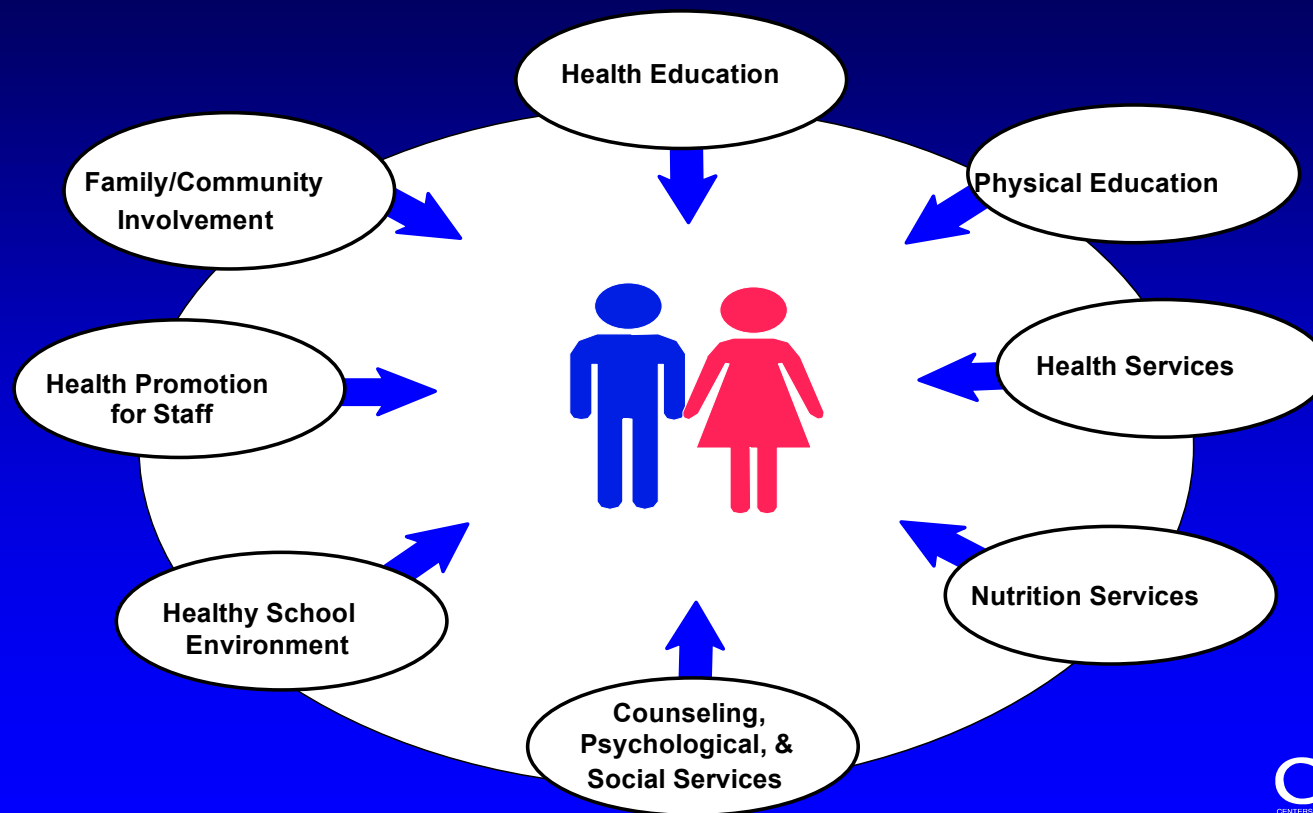 Health Education
Physical Education
Health Services
Nutrition Services
Counseling,
Psychological, &
Social Services
Healthy School
Environment
Health Promotion
for Staff
Family/Community
Involvement
C
CENTERS